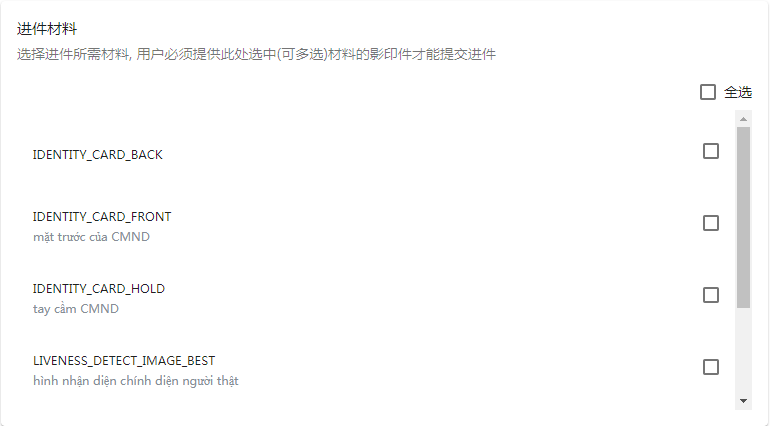 进件材料
选择进件所需材料, 用户必须提供此处选中(可多选)材料的影印件才能提交进件
全选
IDENTITY_CARD_BACK
IDENTITY_CARD_FRONT
mặt trước của CMND
IDENTITY_CARD_HOLD
tay cầm CMND
LIVENESS_DETECT_IMAGE_BEST
hình nhận diện chính diện người thật